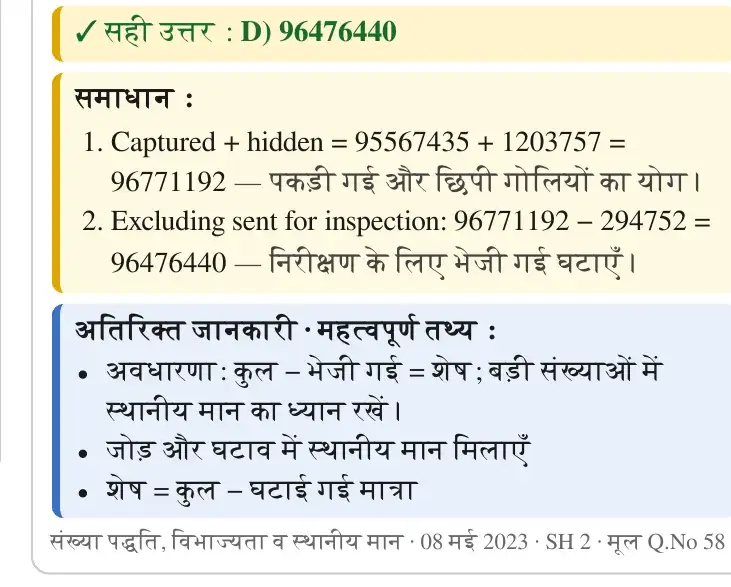 ✓ सही उत्तर : D) 96476440
समाधान :
1. Captured + hidden = 95567435 + 1203757 =
96771192 — पकड़ी गई और छिपी गोलियों का योग।
2. Excluding sent for inspection: 96771192 – 294752 =
96476440 — निरीक्षण के लिए भेजी गई घटाएँ।
अतिरिक्त जानकारी · महत्वपूर्ण तथ्य :
• अवधारणा : कुल – भेजी गई = शेष ; बड़ी संख्याओं में
स्थानीय मान का ध्यान रखें।
• जोड़ और घटाव में स्थानीय मान मिलाएँ
• शेष = कुल – घटाई गई मात्रा
संख्या पद्धति, विभाज्यता व स्थानीय मान · 08 मई 2023 · SH 2 · मूल Q.No 58